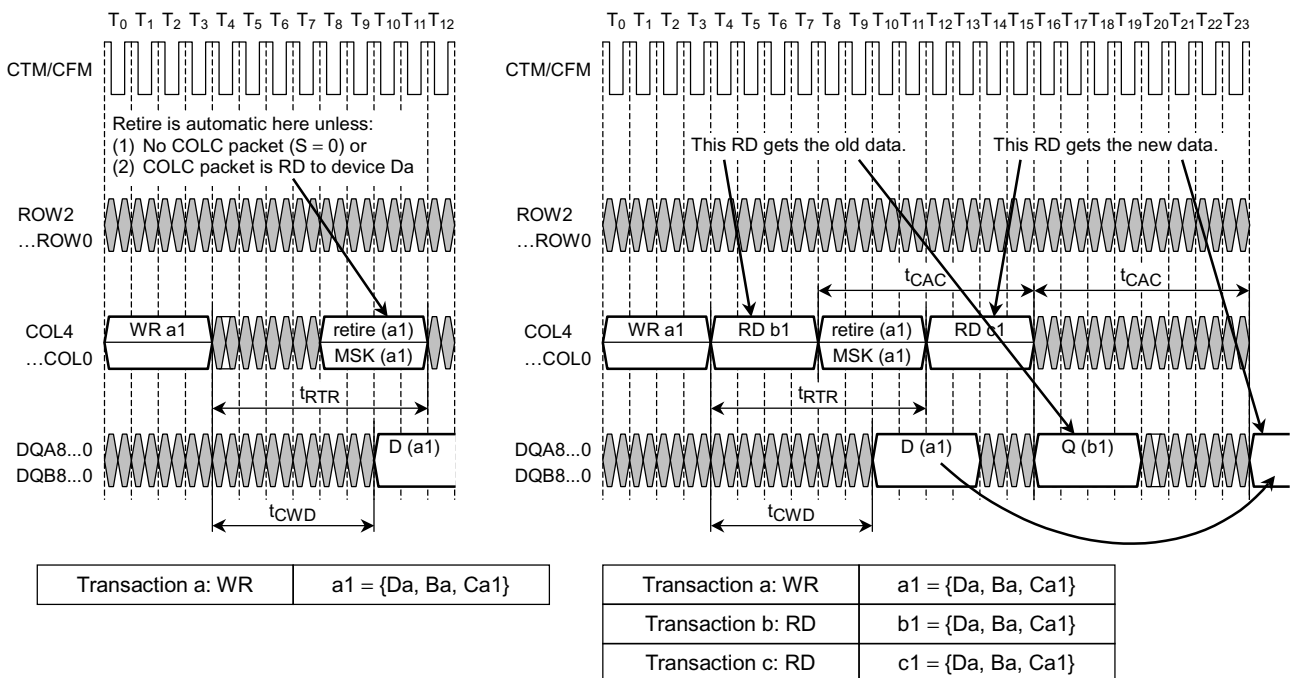 T0 T1 T2 T3 T4 T5 T6 T7 T8 T9 T10 T11 T12
CTM/CFM
Retire is automatic here unless:
(1) No COLC packet (S = 0) or
(2) COLC packet is RD to device Da
ROW2
...ROW0
COL4
...COL0
WR a1
retire (a1)
MSK (a1)
tRTR
DQA8...0
DQB8...0
D (a1)
tCWD
Transaction a: WR
a1 = {Da, Ba, Ca1}
T0 T1 T2 T3 T4 T5 T6 T7 T8 T9 T10 T11 T12 T13 T14 T15 T16 T17 T18 T19 T20 T21 T22 T23
CTM/CFM
This RD gets the old data.
This RD gets the new data.
ROW2
...ROW0
tCAC
tCAC
COL4
...COL0
WR a1
RD b1
retire (a1)
MSK (a1)
RD c1
tRTR
DQA8...0
DQB8...0
D (a1)
Q (b1)
tCWD
Transaction a: WR
a1 = {Da, Ba, Ca1}
Transaction b: RD
b1 = {Da, Ba, Ca1}
Transaction c: RD
c1 = {Da, Ba, Ca1}